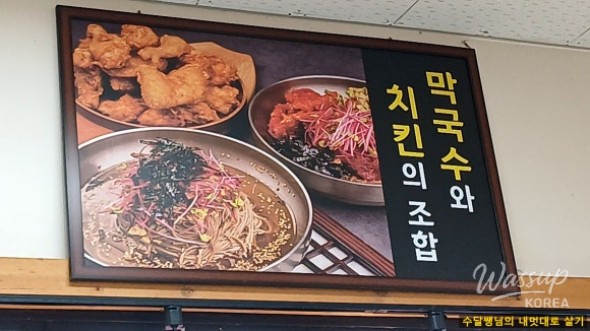 막국수와
치킨의 조합
Wassup
KOREA
수달쌩님의 내멋대로 살기